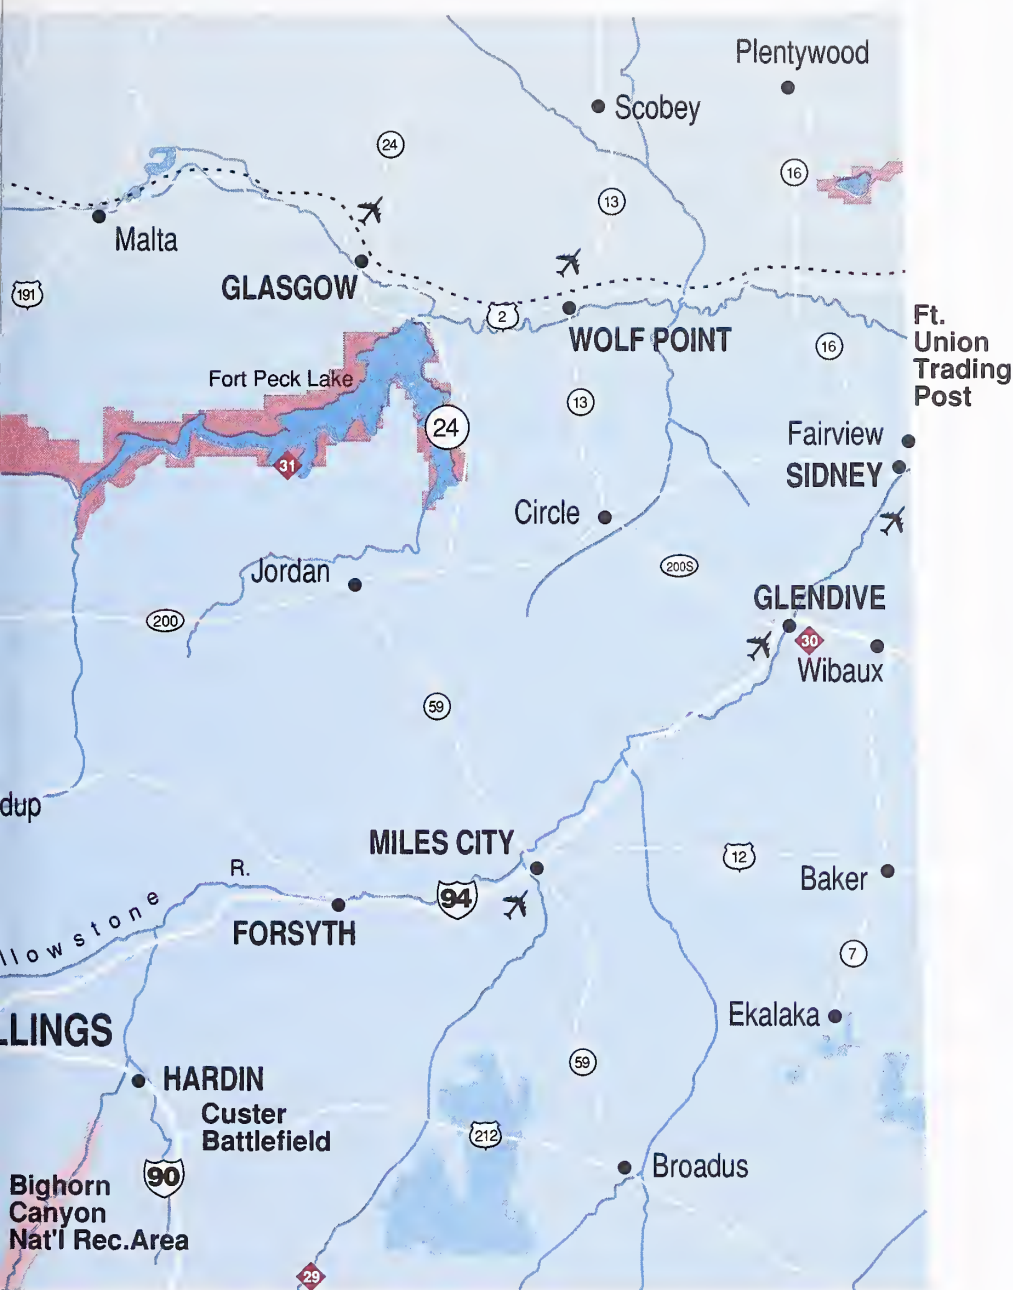 Plentywood
Scobey
24
16
13
Malta
GLASGOW
191
2
WOLF POINT
Ft.
Union
Trading
Post
16
Fort Peck Lake
13
24
Fairview
31
SIDNEY
Circle
Jordan
200S
GLENDIVE
200
30
Wibaux
59
dup
MILES CITY
12
R.
Baker
94
llowstone
FORSYTH
7
Ekalaka
LLINGS
59
HARDIN
Custer
Battlefield
212
Broadus
90
Bighorn
Canyon
Nat'l Rec.Area
29